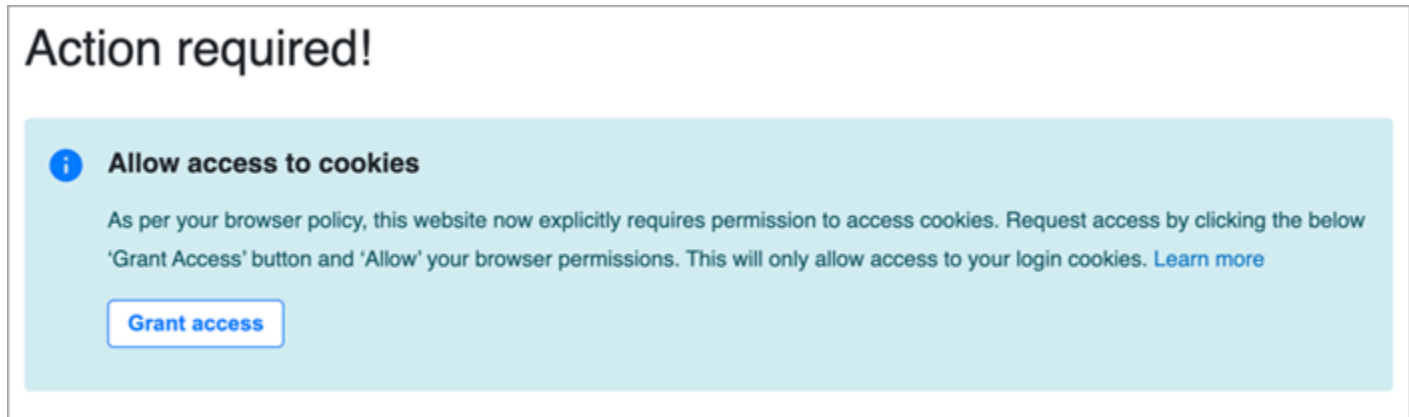 Action required!
Allow access to cookies
As per your browser policy, this website now explicitly requires permission to access cookies. Request access by clicking the below
‘Grant Access’ button and ‘Allow’ your browser permissions. This will only allow access to your login cookies. Learn more
Grant access